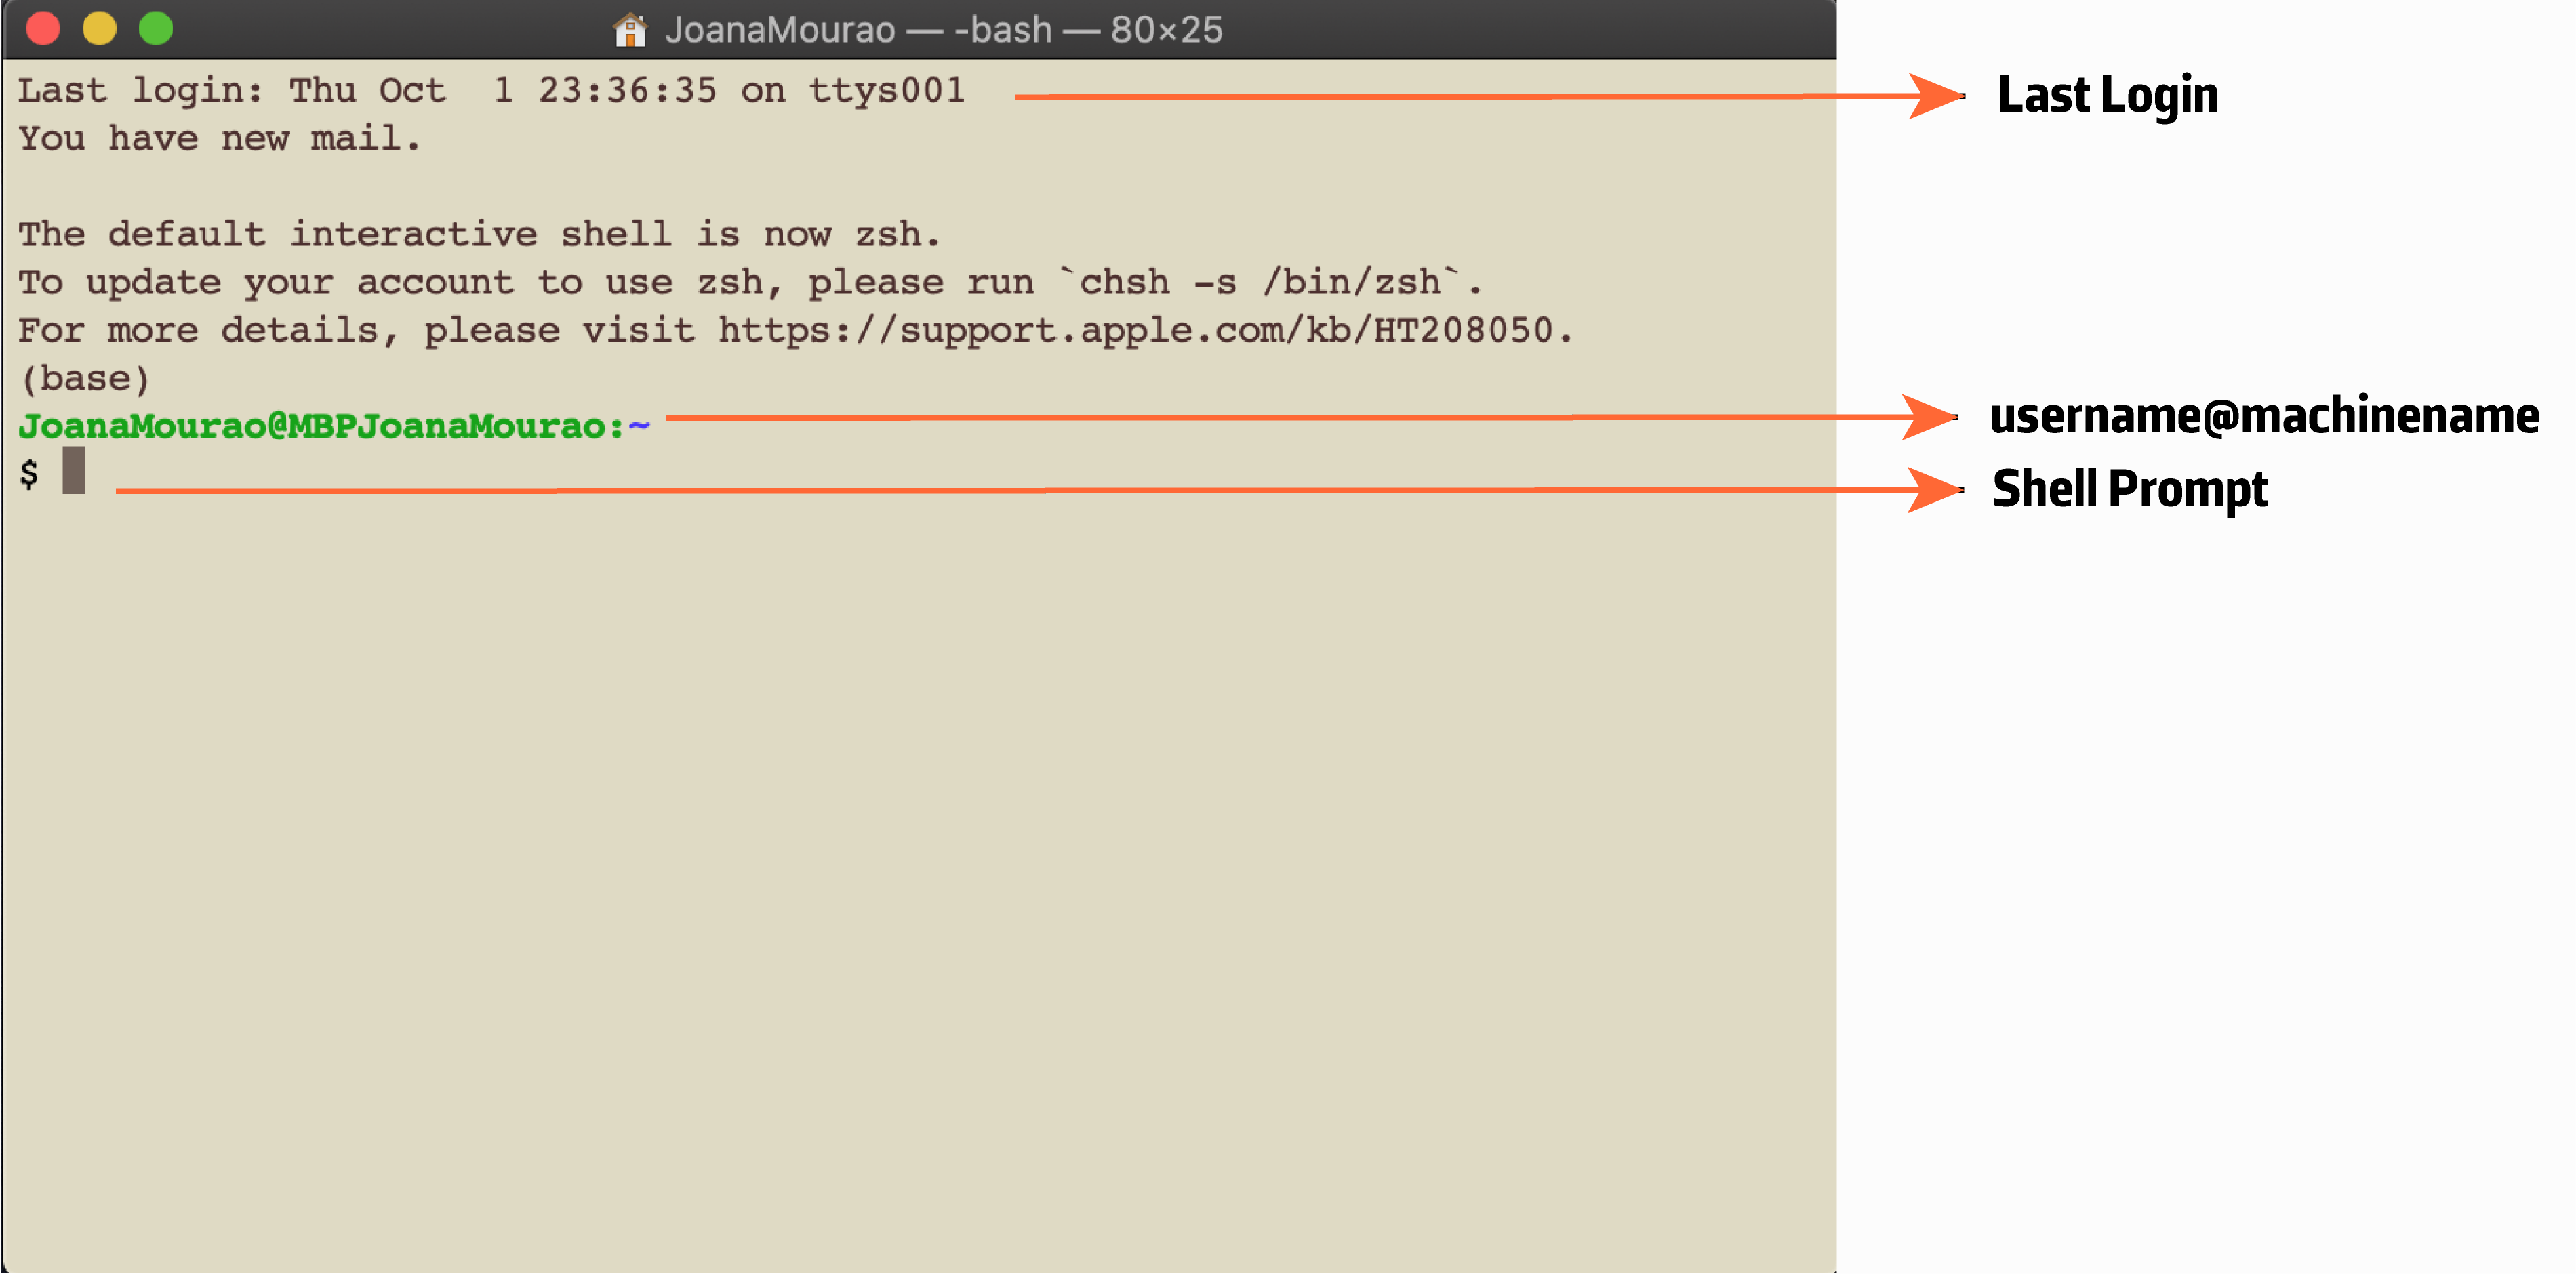 JoanaMourao — -bash — 80×25
Last login: Thu Oct  1 23:36:35 on ttys001
Last Login
You have new mail.
The default interactive shell is now zsh.
To update your account to use zsh, please run `chsh -s /bin/zsh`.
For more details, please visit https://support.apple.com/kb/HT208050.
(base)
JoanaMourao@MBPJoanaMourao:~
username@machinename
$
Shell Prompt